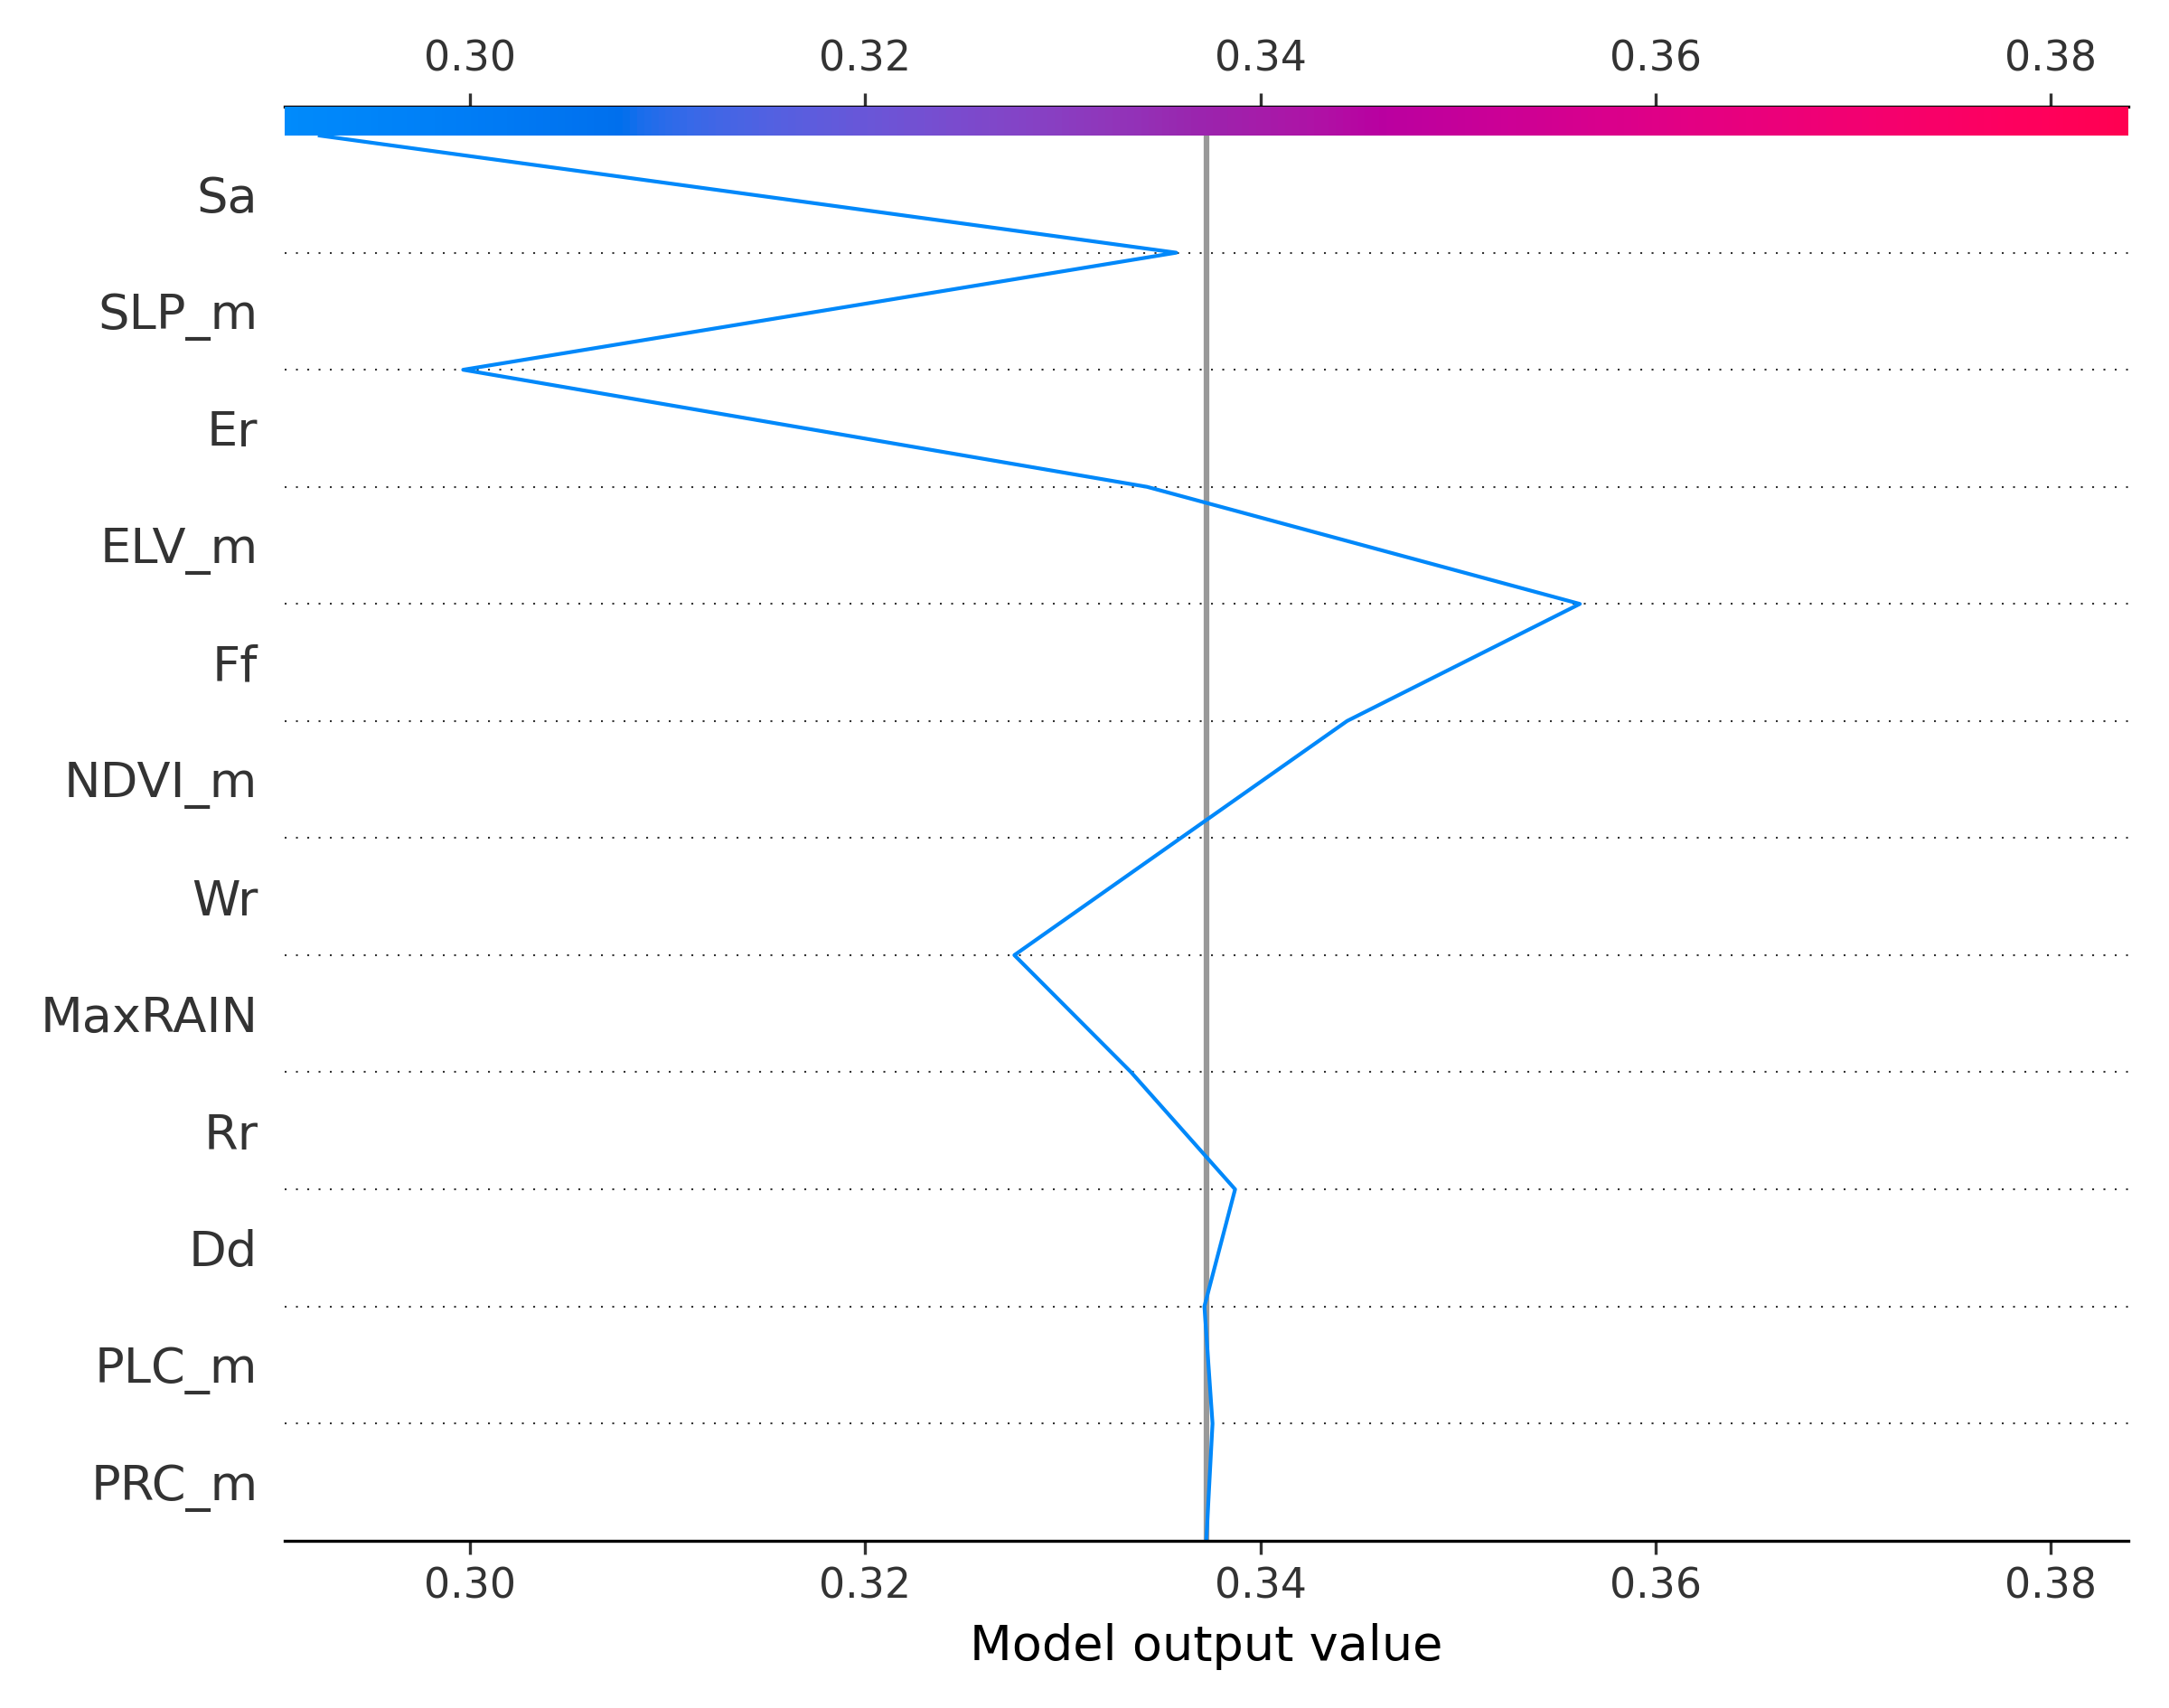 0.30 0.32 0.34 0.36 0.38
Sa
SLP_m
Er
ELV_m
Ff
NDVI_m
Wr
MaxRAIN
Rr
Dd
PLC_m
PRC_m
0.30 0.32 0.34 0.36 0.38
Model output value